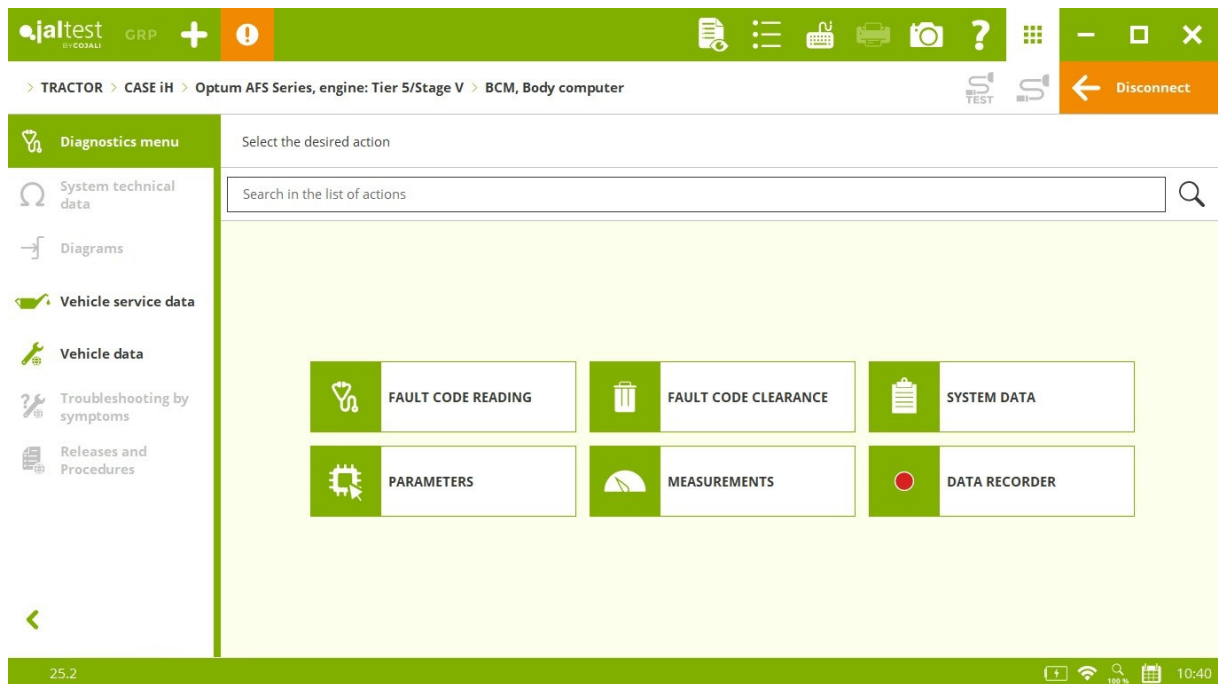 jaltest
BY COJALI
GRP
> TRACTOR > CASE iH > Optum AFS Series, engine: Tier 5/Stage V > BCM, Body computer
TEST
Disconnect
Diagnostics menu
Select the desired action
System technical
data
Search in the list of actions
Diagrams
Vehicle service data
Vehicle data
Troubleshooting by
symptoms
Releases and
Procedures
FAULT CODE READING
FAULT CODE CLEARANCE
SYSTEM DATA
PARAMETERS
MEASUREMENTS
DATA RECORDER
25.2
100 %
10:40